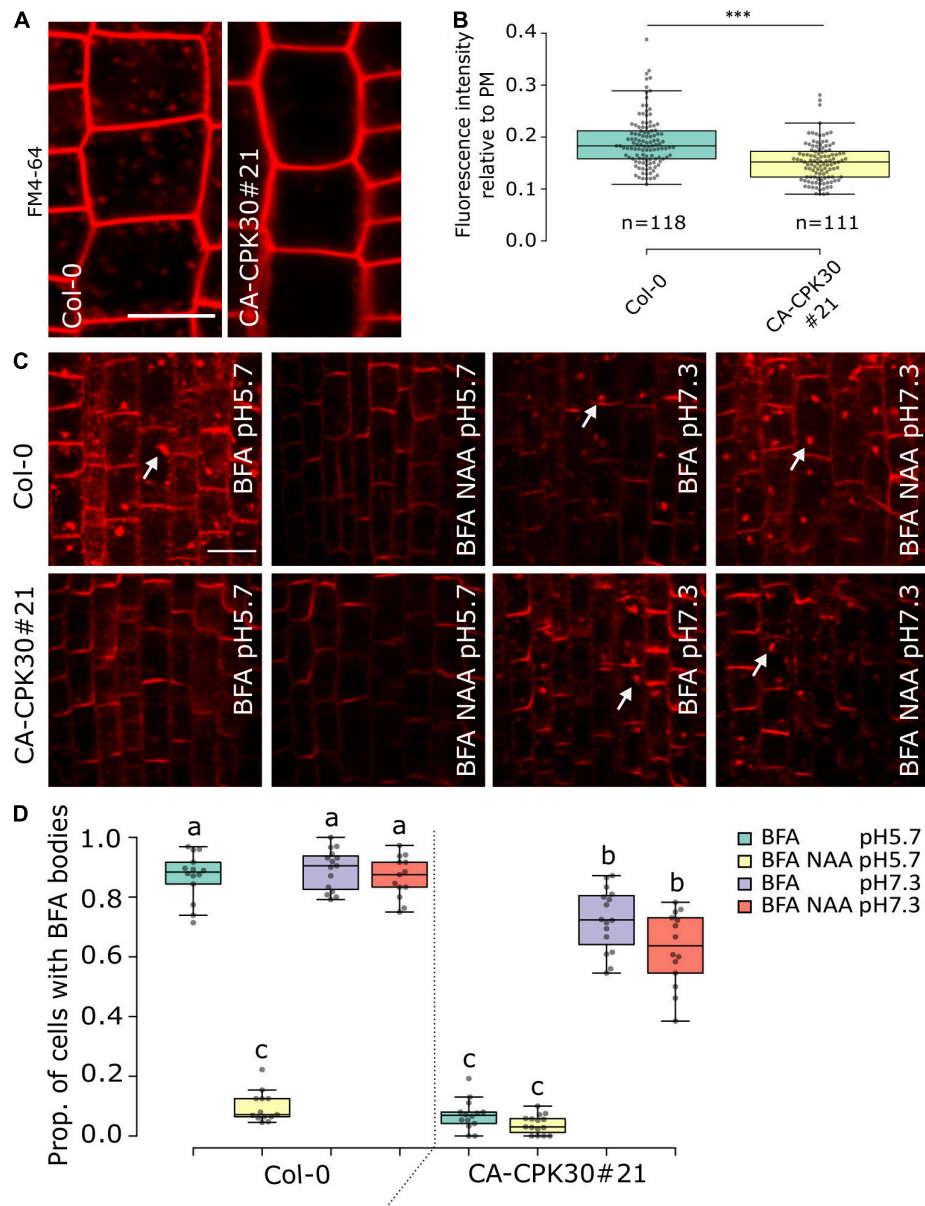 A
FM4-64
Col-0
CA-CPK30#21
B
***
Fluorescence intensity
relative to PM
0.4
0.3
0.2
0.1
0.0
n=118
n=111
Col-0
CA-CPK30
#21
C
Col-0
BFA pH5.7
BFA NAA pH5.7
BFA pH7.3
BFA NAA pH7.3
CA-CPK30#21
BFA pH5.7
BFA NAA pH5.7
BFA pH7.3
BFA NAA pH7.3
D
Prop. of cells with BFA bodies
1.0
0.8
0.6
0.4
0.2
0.0
a
c
a
a
c
c
b
b
Col-0
CA-CPK30#21
BFA pH5.7
BFA NAA pH5.7
BFA pH7.3
BFA NAA pH7.3